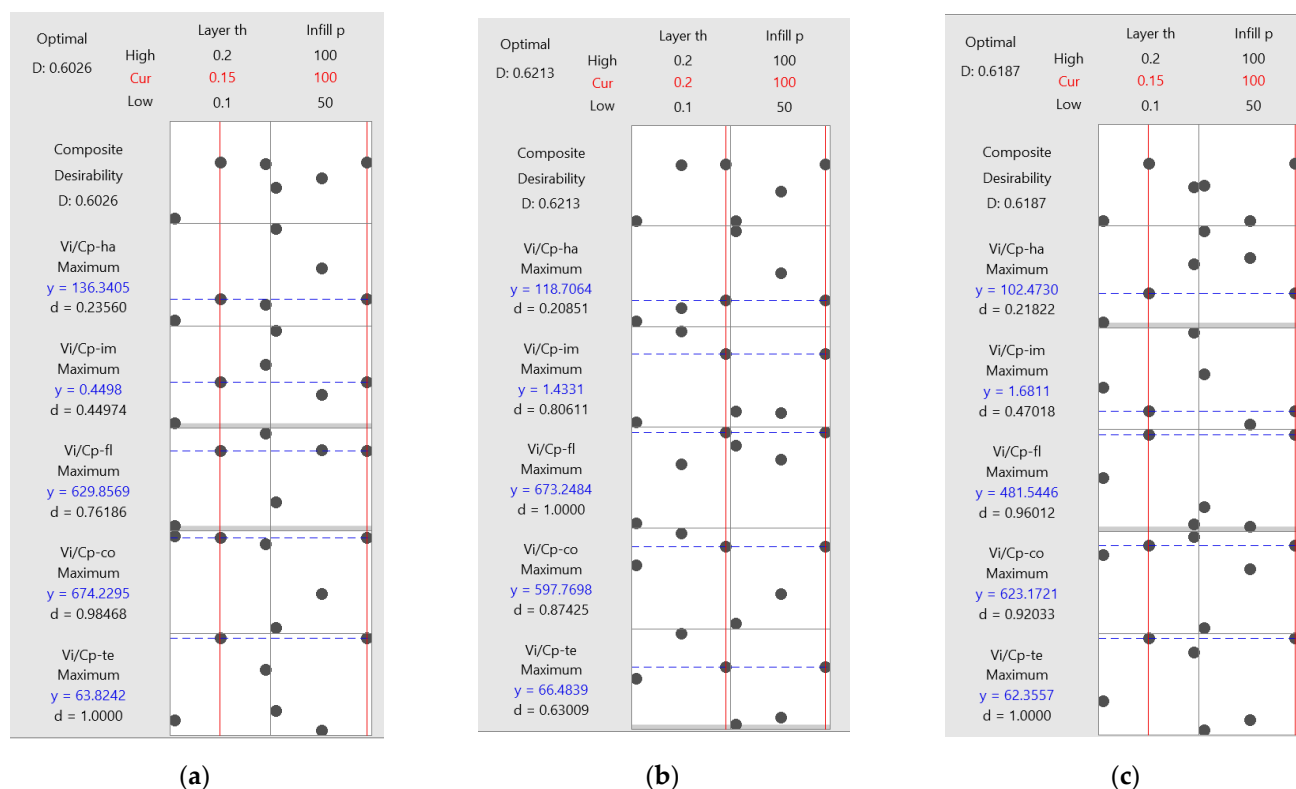 Optimal
D: 0.6026
High
Cur
Low
Layer th
0.2
0.15
0.1
Infill p
100
100
50
Composite
Desirability
D: 0.6026
Vi/Cp-ha
Maximum
y = 136.3405
d = 0.23560
Vi/Cp-im
Maximum
y = 0.4498
d = 0.44974
Vi/Cp-fl
Maximum
y = 629.8569
d = 0.76186
Vi/Cp-co
Maximum
y = 674.2295
d = 0.98468
Vi/Cp-te
Maximum
y = 63.8242
d = 1.0000
(a)
Optimal
D: 0.6213
High
Cur
Low
Layer th
0.2
0.2
0.1
Infill p
100
100
50
Composite
Desirability
D: 0.6213
Vi/Cp-ha
Maximum
y = 118.7064
d = 0.20851
Vi/Cp-im
Maximum
y = 1.4331
d = 0.80611
Vi/Cp-fl
Maximum
y = 673.2484
d = 1.0000
Vi/Cp-co
Maximum
y = 597.7698
d = 0.87425
Vi/Cp-te
Maximum
y = 66.4839
d = 0.63009
(b)
Optimal
D: 0.6187
High
Cur
Low
Layer th
0.2
0.15
0.1
Infill p
100
100
50
Composite
Desirability
D: 0.6187
Vi/Cp-ha
Maximum
y = 102.4730
d = 0.21822
Vi/Cp-im
Maximum
y = 1.6811
d = 0.47018
Vi/Cp-fl
Maximum
y = 481.5446
d = 0.96012
Vi/Cp-co
Maximum
y = 623.1721
d = 0.92033
Vi/Cp-te
Maximum
y = 62.3557
d = 1.0000
(c)